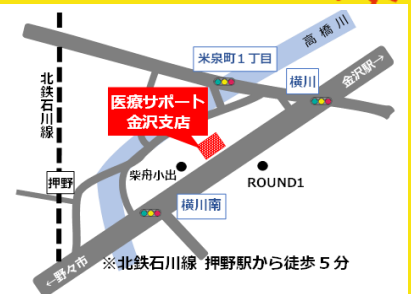 高橋川
米泉町１丁目
北鉄石川線
横川
金沢駅→
医療サポート
金沢支店
柴舟小出
ROUND1
押野
横川南
←野々市
※北鉄石川線 押野駅から徒歩５分